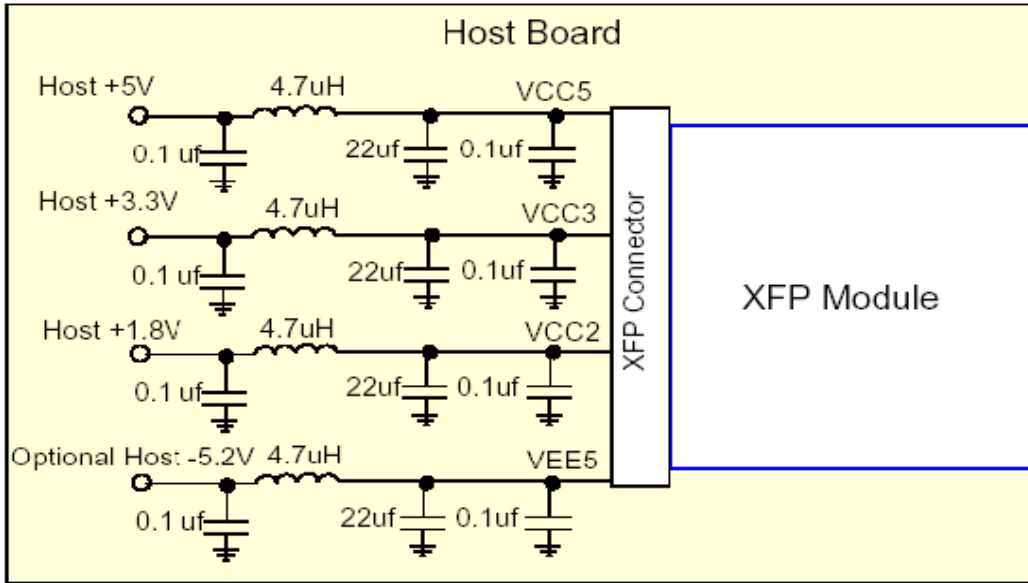 Host Board
Host +5V
4.7uH
VCC5
0.1 uf
22uf
0.1uf
Host +3.3V
4.7uH
VCC3
0.1 uf
22uf
0.1uf
Host +1.8V
4.7uH
VCC2
0.1 uf
22uf
0.1uf
Optional Host -5.2V
4.7uH
VEE5
0.1 uf
22uf
0.1uf
XFP Connector
XFP Module